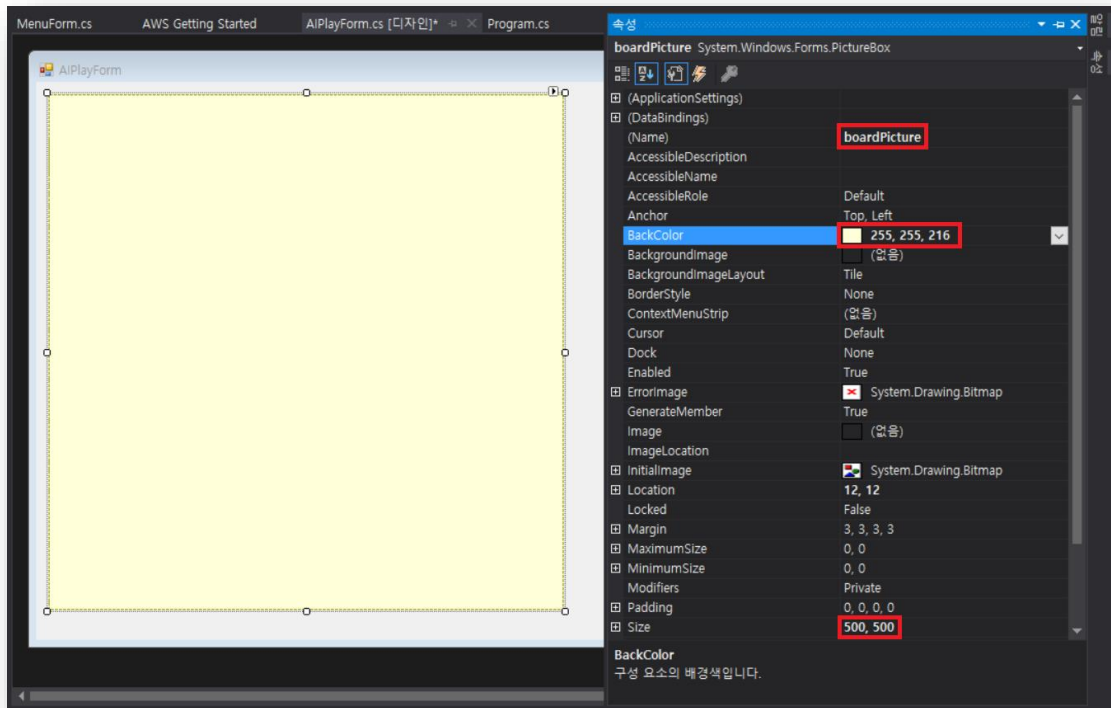 MenuForm.cs AWS Getting Started AIPlayForm.cs [디자인]* Program.cs
속성
boardPicture System.Windows.Forms.PictureBox
AIPlayForm
(ApplicationSettings)
(DataBindings)
(Name) boardPicture
AccessibleDescription
AccessibleName
AccessibleRole Default
Anchor Top, Left
BackColor 255, 255, 216
BackgroundImage (없음)
BackgroundImageLayout Tile
BorderStyle None
ContextMenuStrip (없음)
Cursor Default
Dock None
Enabled True
ErrorImage System.Drawing.Bitmap
GenerateMember True
Image (없음)
ImageLocation
InitialImage System.Drawing.Bitmap
Location 12, 12
Locked False
Margin 3, 3, 3, 3
MaximumSize 0, 0
MinimumSize 0, 0
Modifiers Private
Padding 0, 0, 0, 0
Size 500, 500
BackColor
구성 요소의 배경색입니다.